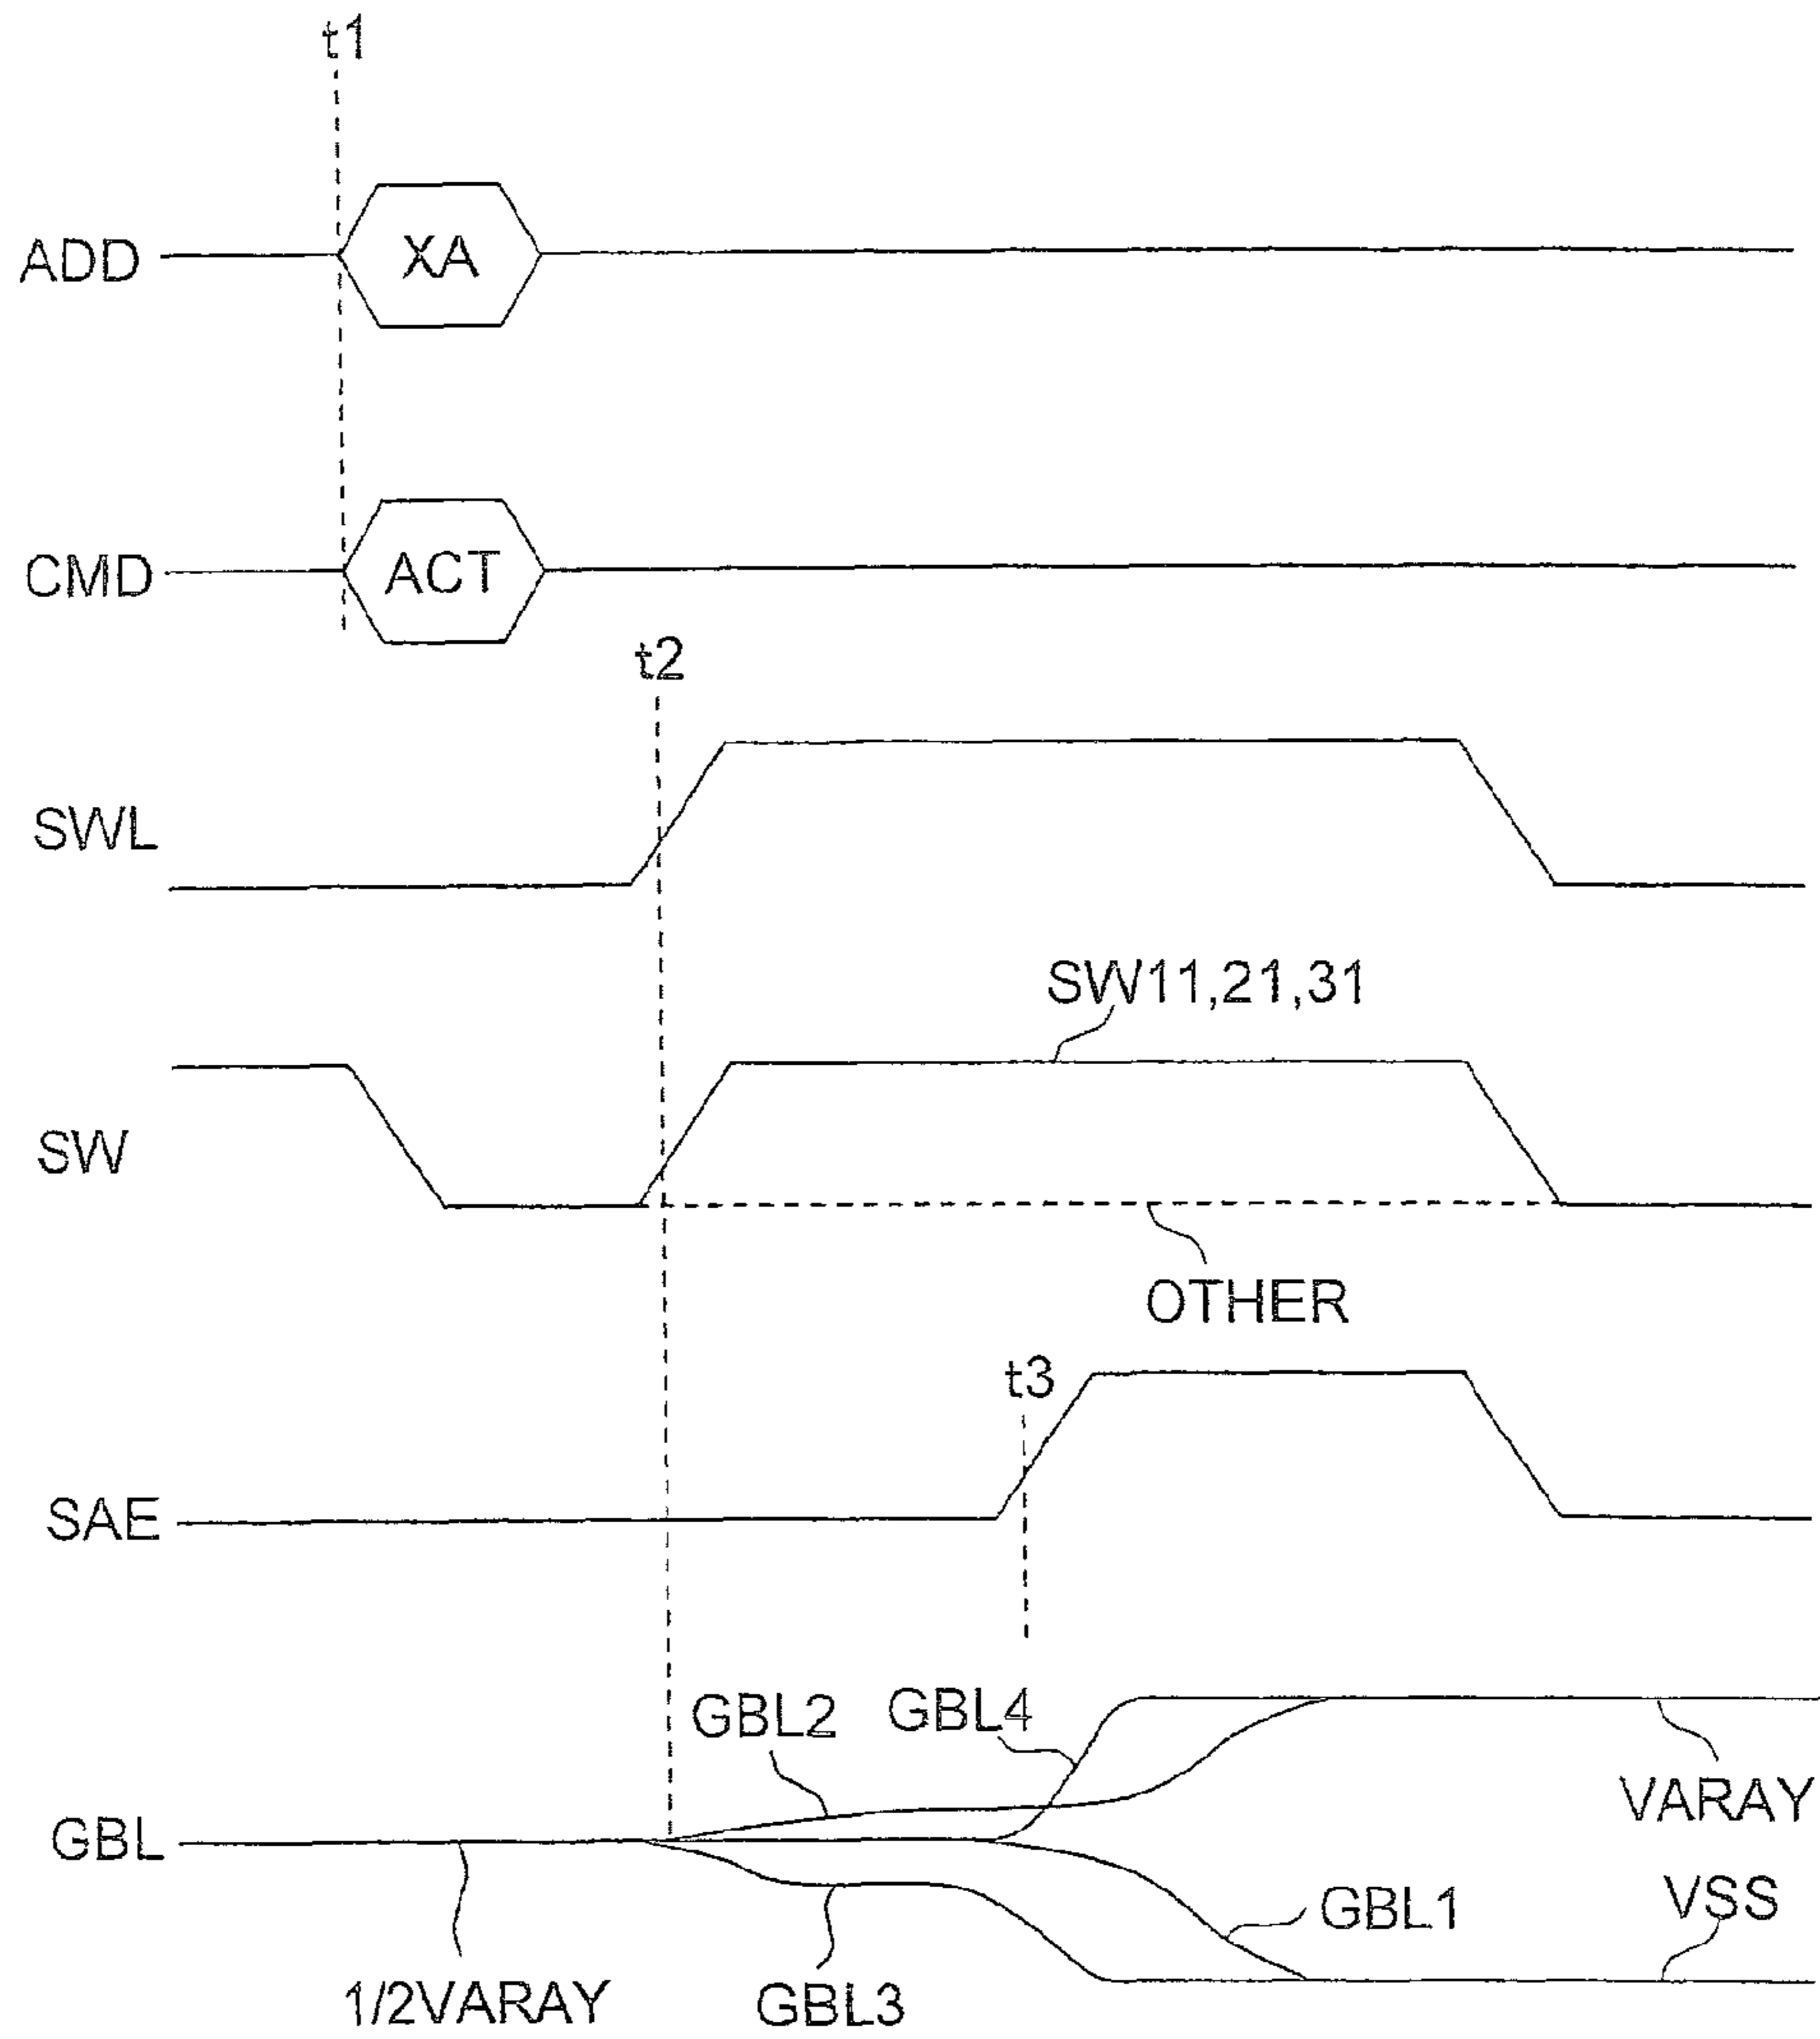 t1
ADD
XA
CMD
ACT
t2
SWL
SW11,21,31
SW
OTHER
t3
SAE
GBL2
GBL4
VARAY
GBL
GBL1
VSS
1/2VARAY
GBL3